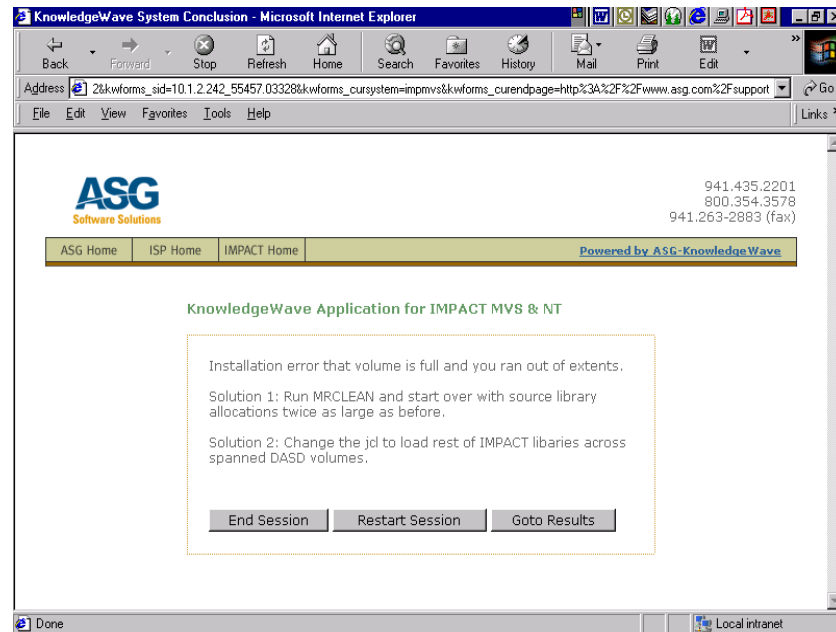 KnowledgeWave System Conclusion - Microsoft Internet Explorer
Back Forward Stop Refresh Home Search Favorites History Mail Print Edit »
Address 2&kwforms_sid=10.1.2.242_55457.03328&kwforms_cursystem=impmvs&kwforms_curendpage=http%3A%2F%2Fwww.asg.com%2Fsupport Go
File Edit View Favorites Tools Help Links
ASG
Software Solutions
941.435.2201
800.354.3578
941.263-2883 (fax)
ASG Home ISP Home IMPACT Home Powered by ASG-KnowledgeWave
KnowledgeWave Application for IMPACT MVS & NT
Installation error that volume is full and you ran out of extents.
Solution 1: Run MRCLEAN and start over with source library
allocations twice as large as before.
Solution 2: Change the jcl to load rest of IMPACT libaries across
spanned DASD volumes.
End Session Restart Session Goto Results
Done Local intranet